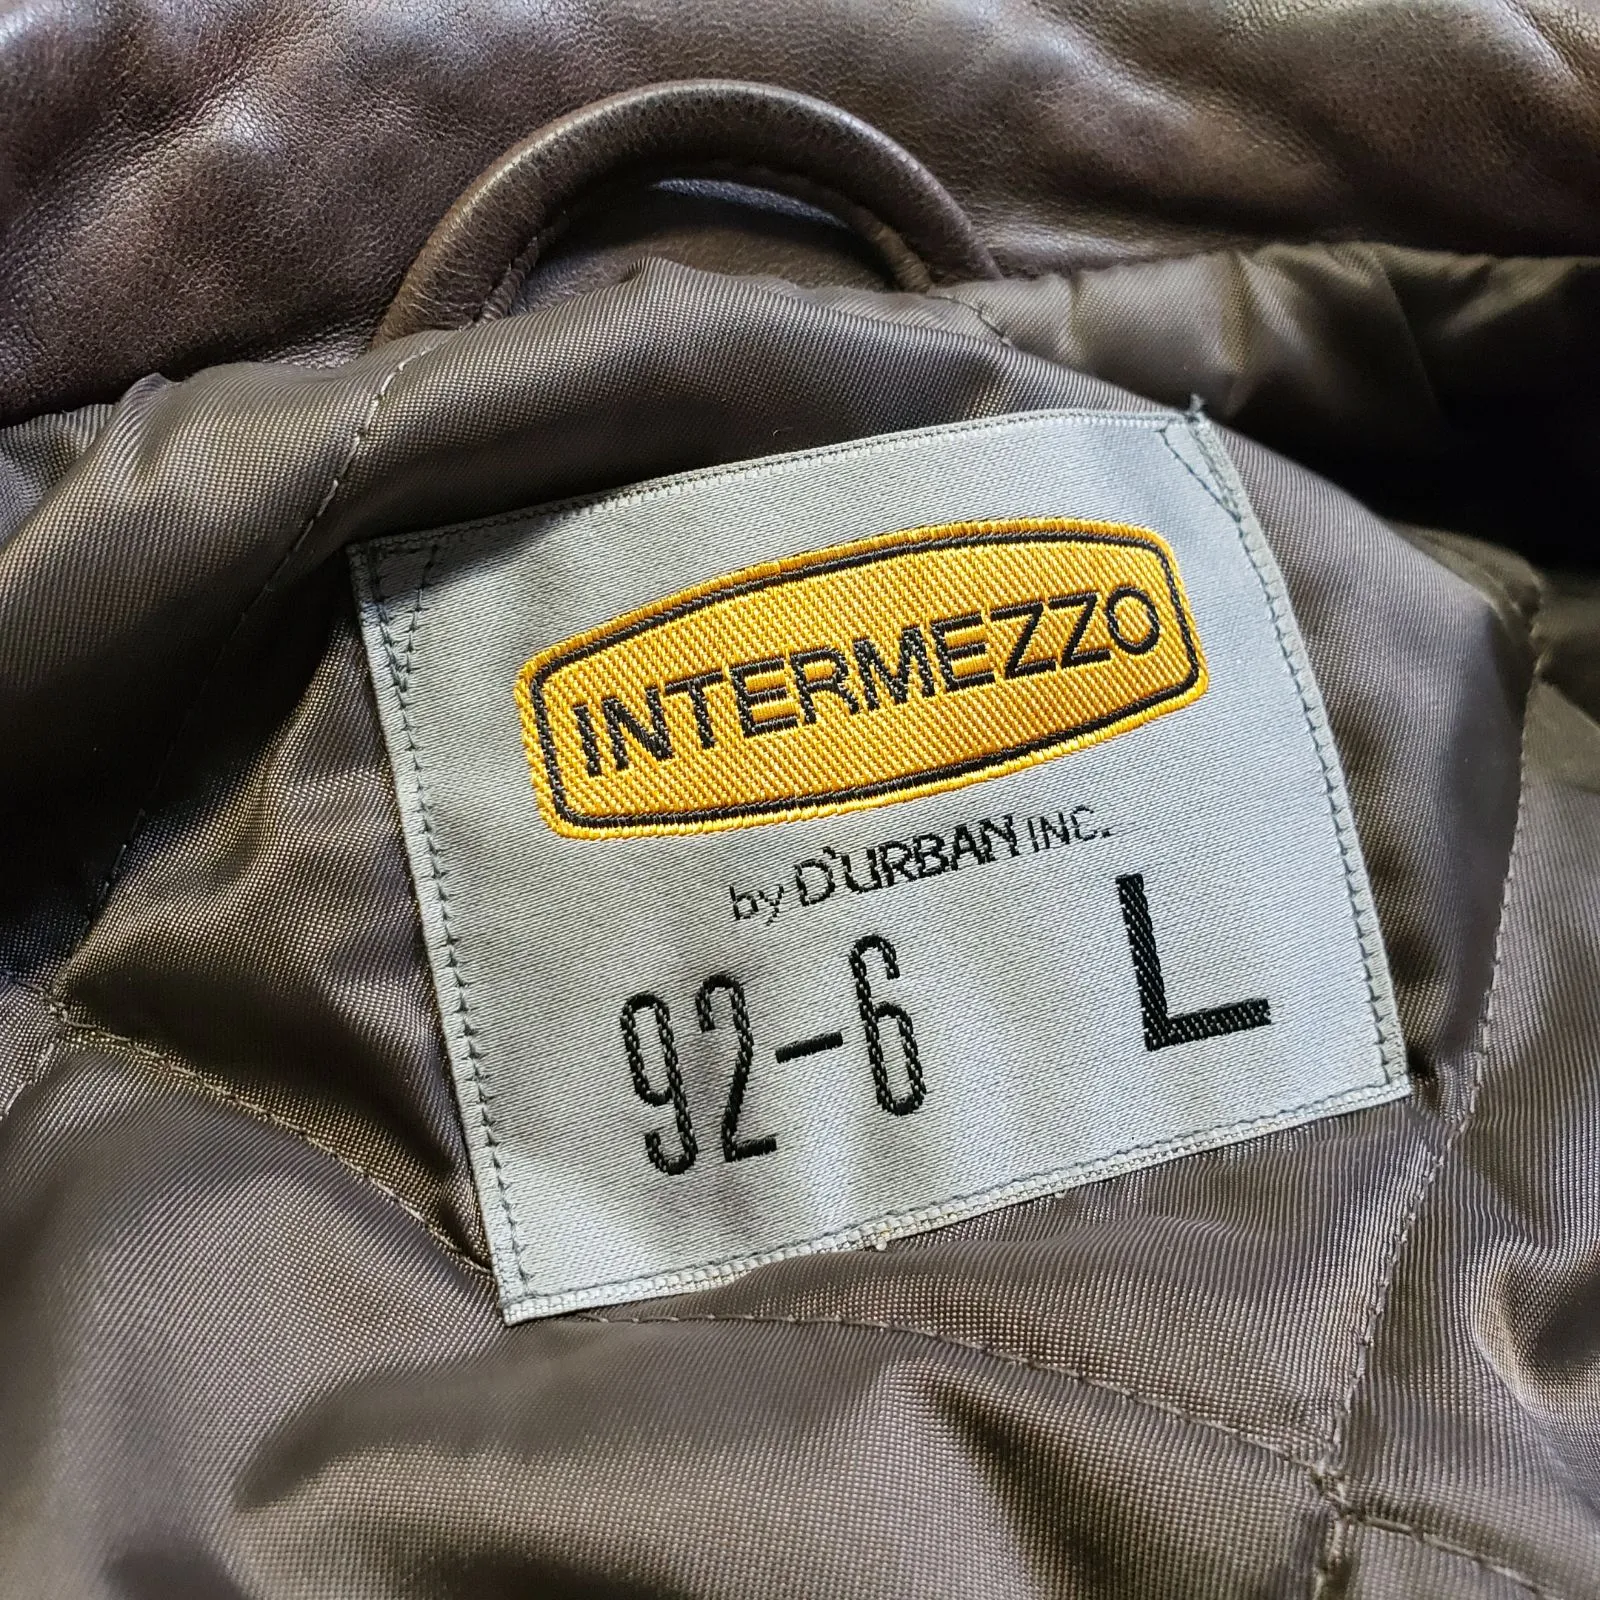 INTERMEZZO
by D'URBAN INC.
92-6 L